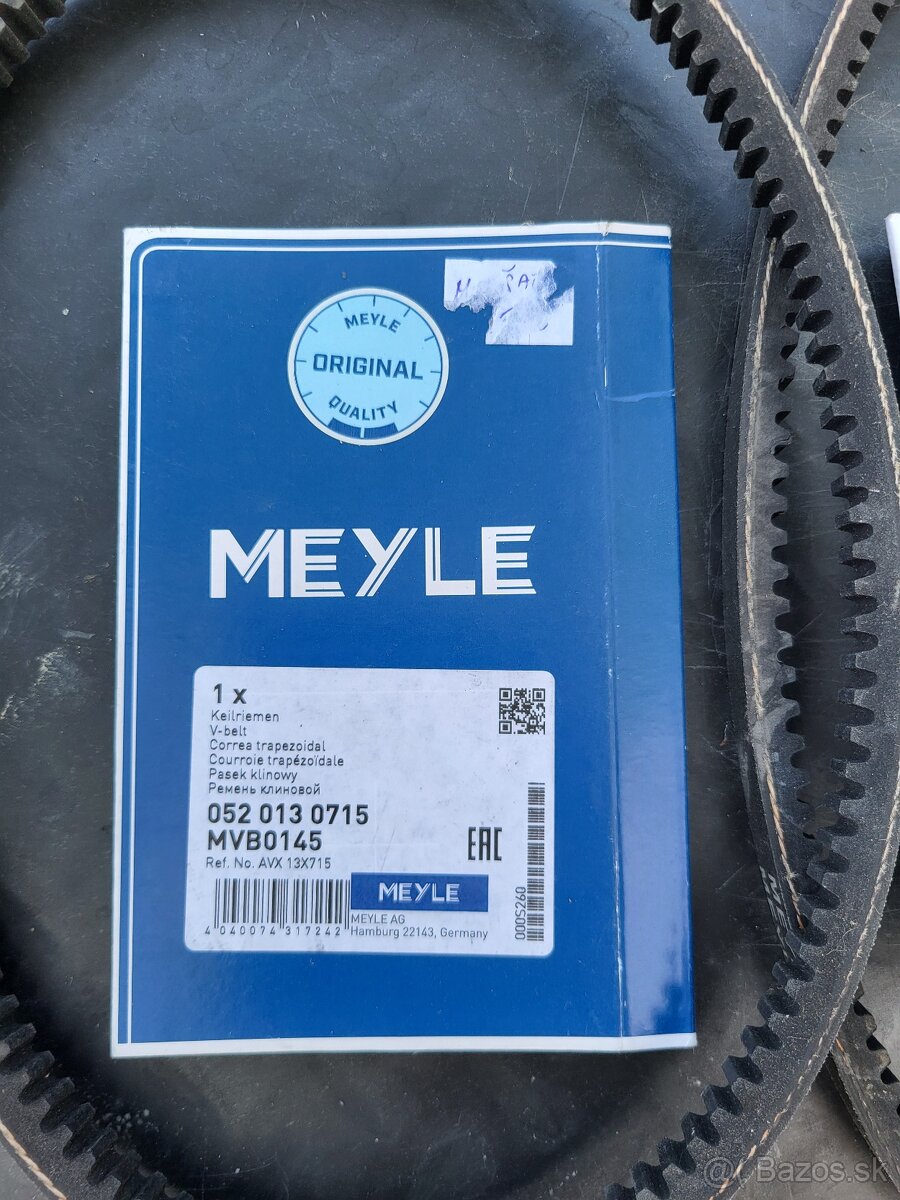 MEYLE
ORIGINAL
QUALITY
MEYLE
1 x
Keilriemen
V-belt
Correa trapezoidal
Courroie trapézoïdale
Pasek klinowy
Ремень клиновой
052 013 0715
MVB0145
EAC
Ref. No. AVX 13X715
MEYLE
MEYLE AG
Hamburg 22143, Germany
4 040074 317242
000S260
@ Bazos.sk